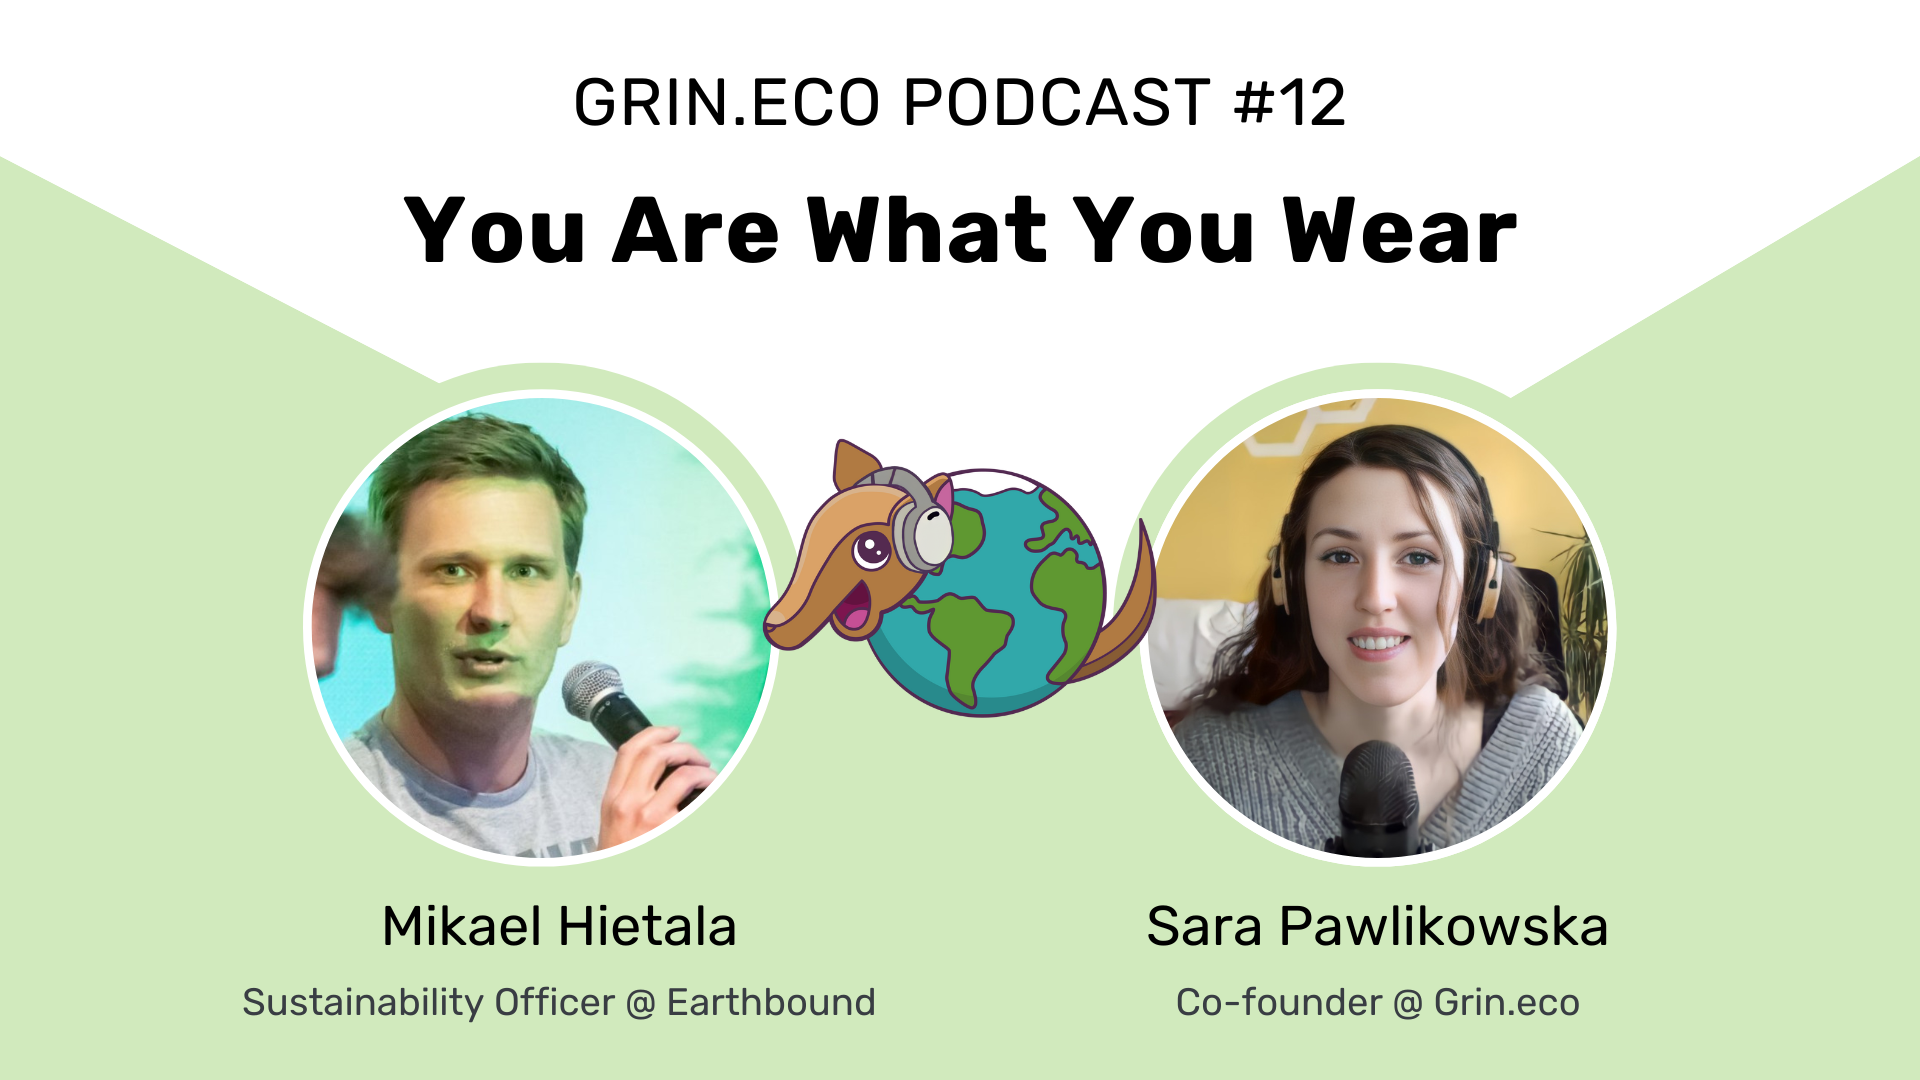 GRIN.ECO PODCAST #12
You Are What You Wear
Mikael Hietala
Sustainability Officer @ Earthbound
Sara Pawlikowska
Co-founder @ Grin.eco